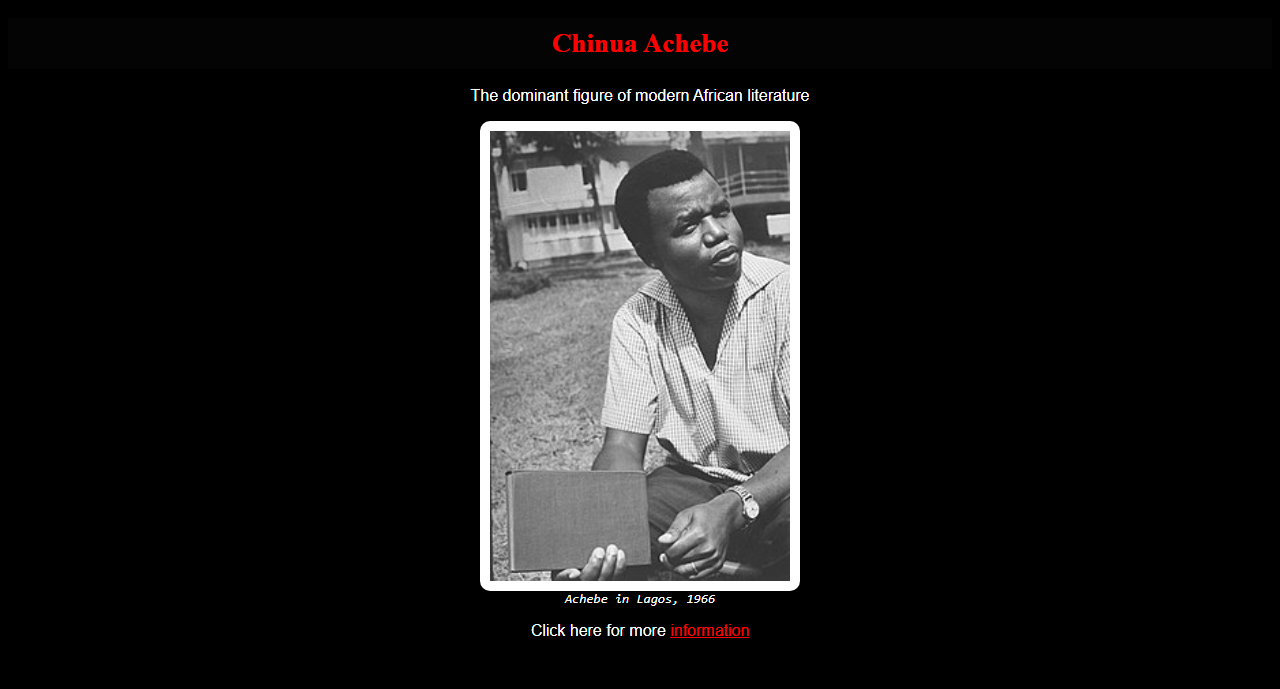 Chinua Achebe
The dominant figure of modern African literature
Achebe in Lagos, 1966
Click here for more information